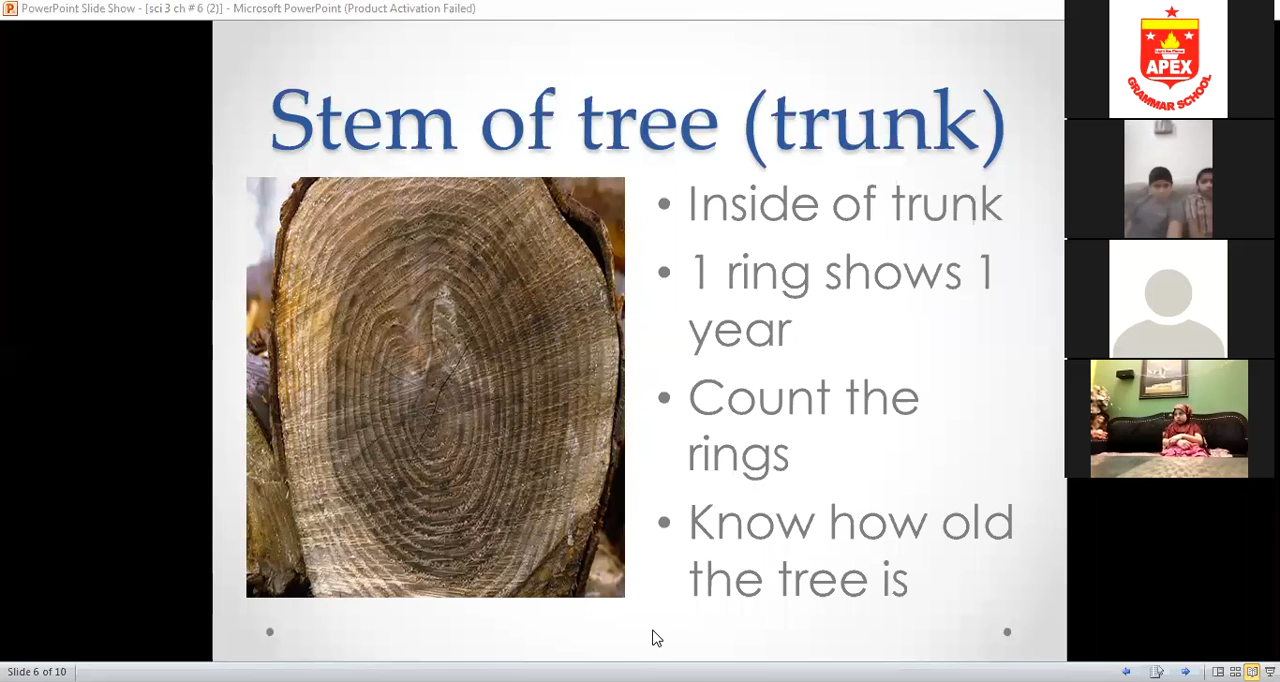 PowerPoint Slide Show - [sci 3 ch # 6 (2)] - Microsoft PowerPoint (Product Activation Failed)
Stem of tree (trunk)
• Inside of trunk
• 1 ring shows 1
year
• Count the
rings
• Know how old
the tree is
APEX
GRAMMAR SCHOOL
Slide 6 of 10